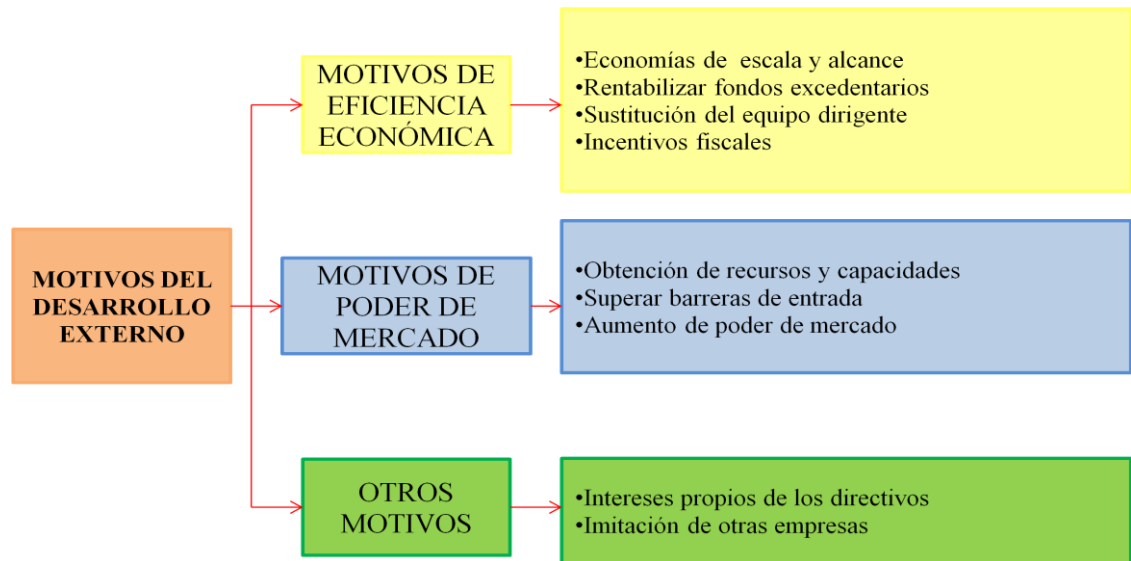 MOTIVOS DEL
DESARROLLO
EXTERNO
MOTIVOS DE
EFICIENCIA
ECONÓMICA
•Economías de escala y alcance
•Rentabilizar fondos excedentarios
•Sustitución del equipo dirigente
•Incentivos fiscales
MOTIVOS DE
PODER DE
MERCADO
•Obtención de recursos y capacidades
•Superar barreras de entrada
•Aumento de poder de mercado
OTROS
MOTIVOS
•Intereses propios de los directivos
•Imitación de otras empresas